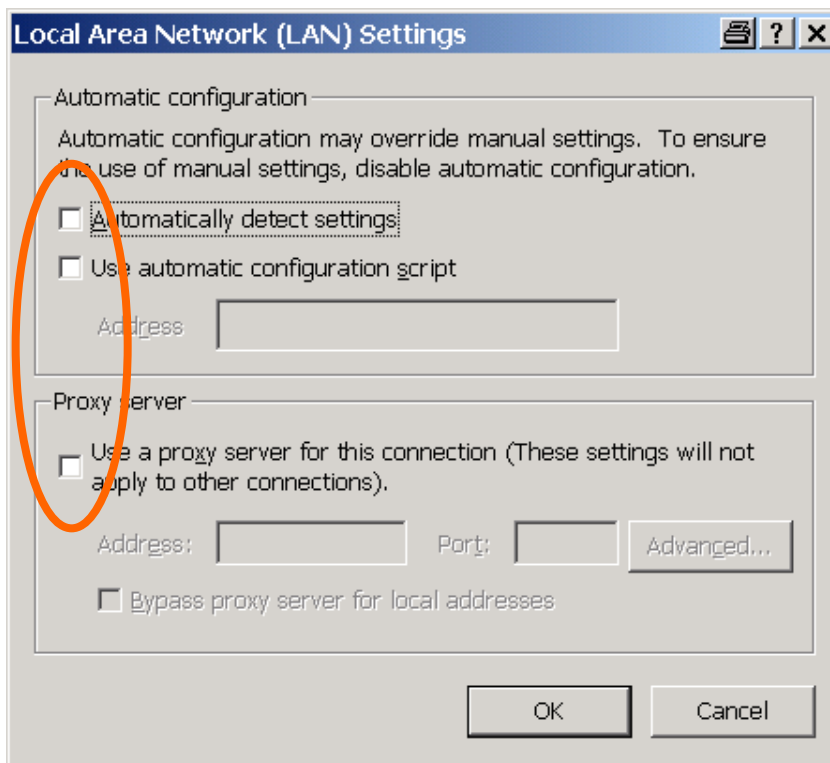 Local Area Network (LAN) Settings
Automatic configuration
Automatic configuration may override manual settings. To ensure
the use of manual settings, disable automatic configuration.
Automatically detect settings
Use automatic configuration script
Address
Proxy server
Use a proxy server for this connection (These settings will not
apply to other connections).
Address: Port: Advanced...
Bypass proxy server for local addresses
OK Cancel